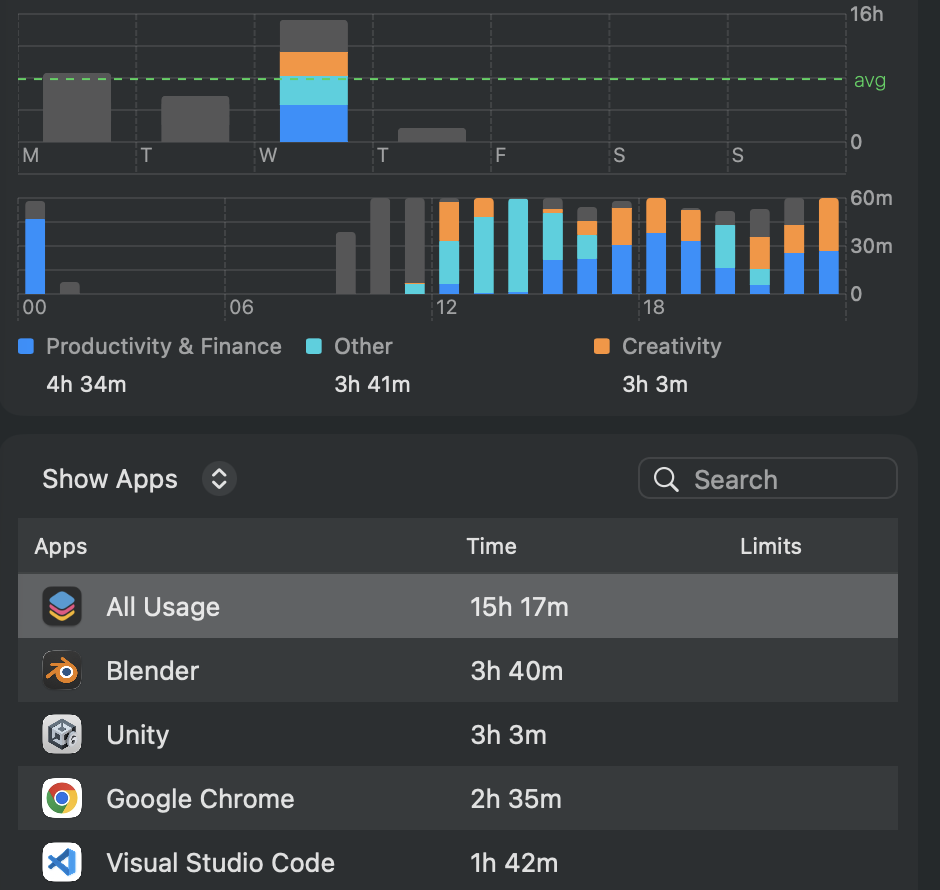 16h
avg
0
M T W T F S S
60m
30m
0
00 06 12 18
Productivity & Finance Other Creativity
4h 34m 3h 41m 3h 3m
Show Apps Search
Apps Time Limits
All Usage 15h 17m
Blender 3h 40m
Unity 3h 3m
Google Chrome 2h 35m
Visual Studio Code 1h 42m